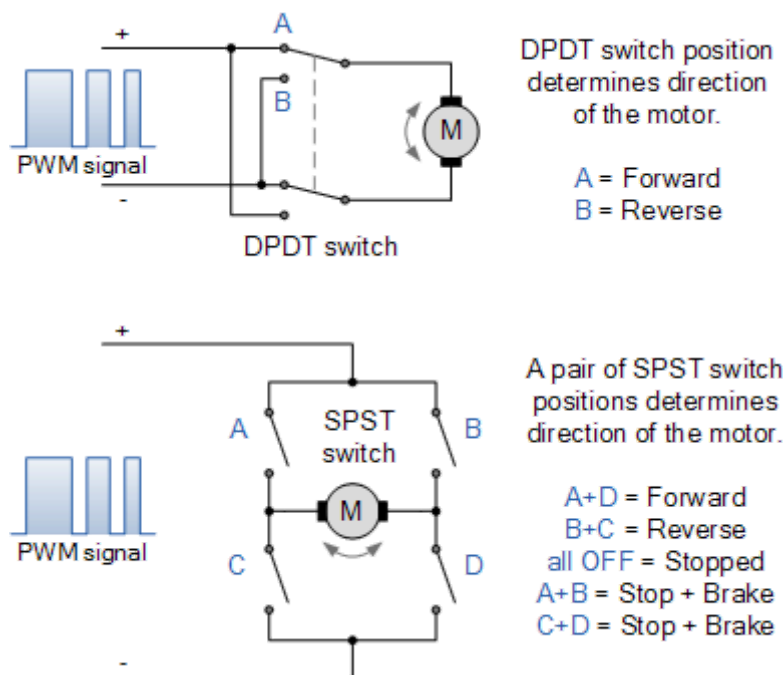 +
A
B
PWM signal
-
DPDT switch
M
DPDT switch position
determines direction
of the motor.
A = Forward
B = Reverse
+
A
SPST
switch
B
M
PWM signal
C
D
-
A pair of SPST switch
positions determines
direction of the motor.
A+D = Forward
B+C = Reverse
all OFF = Stopped
A+B = Stop + Brake
C+D = Stop + Brake